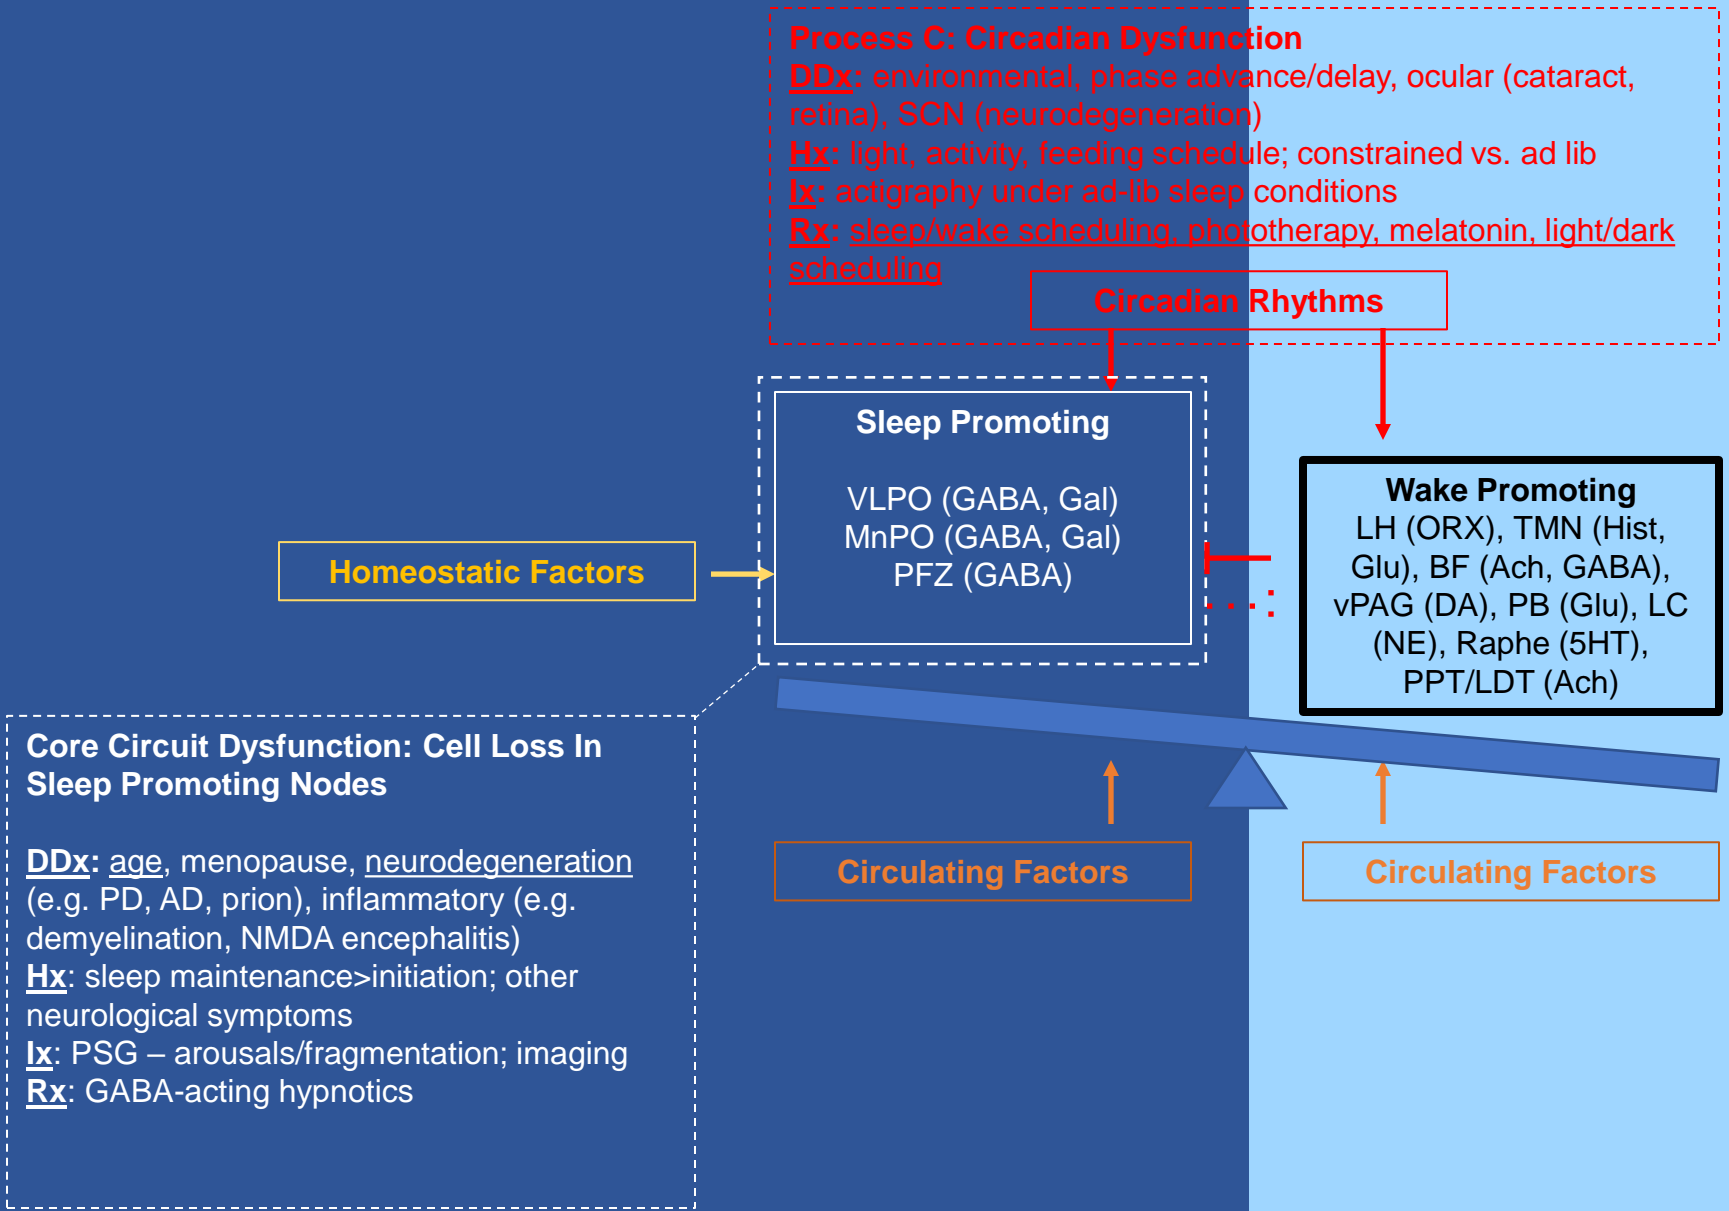 Process C: Circadian Dysfunction
DDx: environmental, phase advance/delay, ocular (cataract,
retina), SCN (neurodegeneration)
Hx: light, activity, feeding schedule; constrained vs. ad lib
Ix: actigraphy under ad-lib sleep conditions
Rx: sleep/wake scheduling, phototherapy, melatonin, light/dark
scheduling
Circadian Rhythms
Sleep Promoting
VLPO (GABA, Gal)
MnPO (GABA, Gal)
PFZ (GABA)
Wake Promoting
LH (ORX), TMN (Hist,
Glu), BF (Ach, GABA),
vPAG (DA), PB (Glu), LC
(NE), Raphe (5HT),
PPT/LDT (Ach)
Homeostatic Factors
Core Circuit Dysfunction: Cell Loss In
Sleep Promoting Nodes
DDx: age, menopause, neurodegeneration
(e.g. PD, AD, prion), inflammatory (e.g.
demyelination, NMDA encephalitis)
Hx: sleep maintenance>initiation; other
neurological symptoms
Ix: PSG – arousals/fragmentation; imaging
Rx: GABA-acting hypnotics
Circulating Factors
Circulating Factors